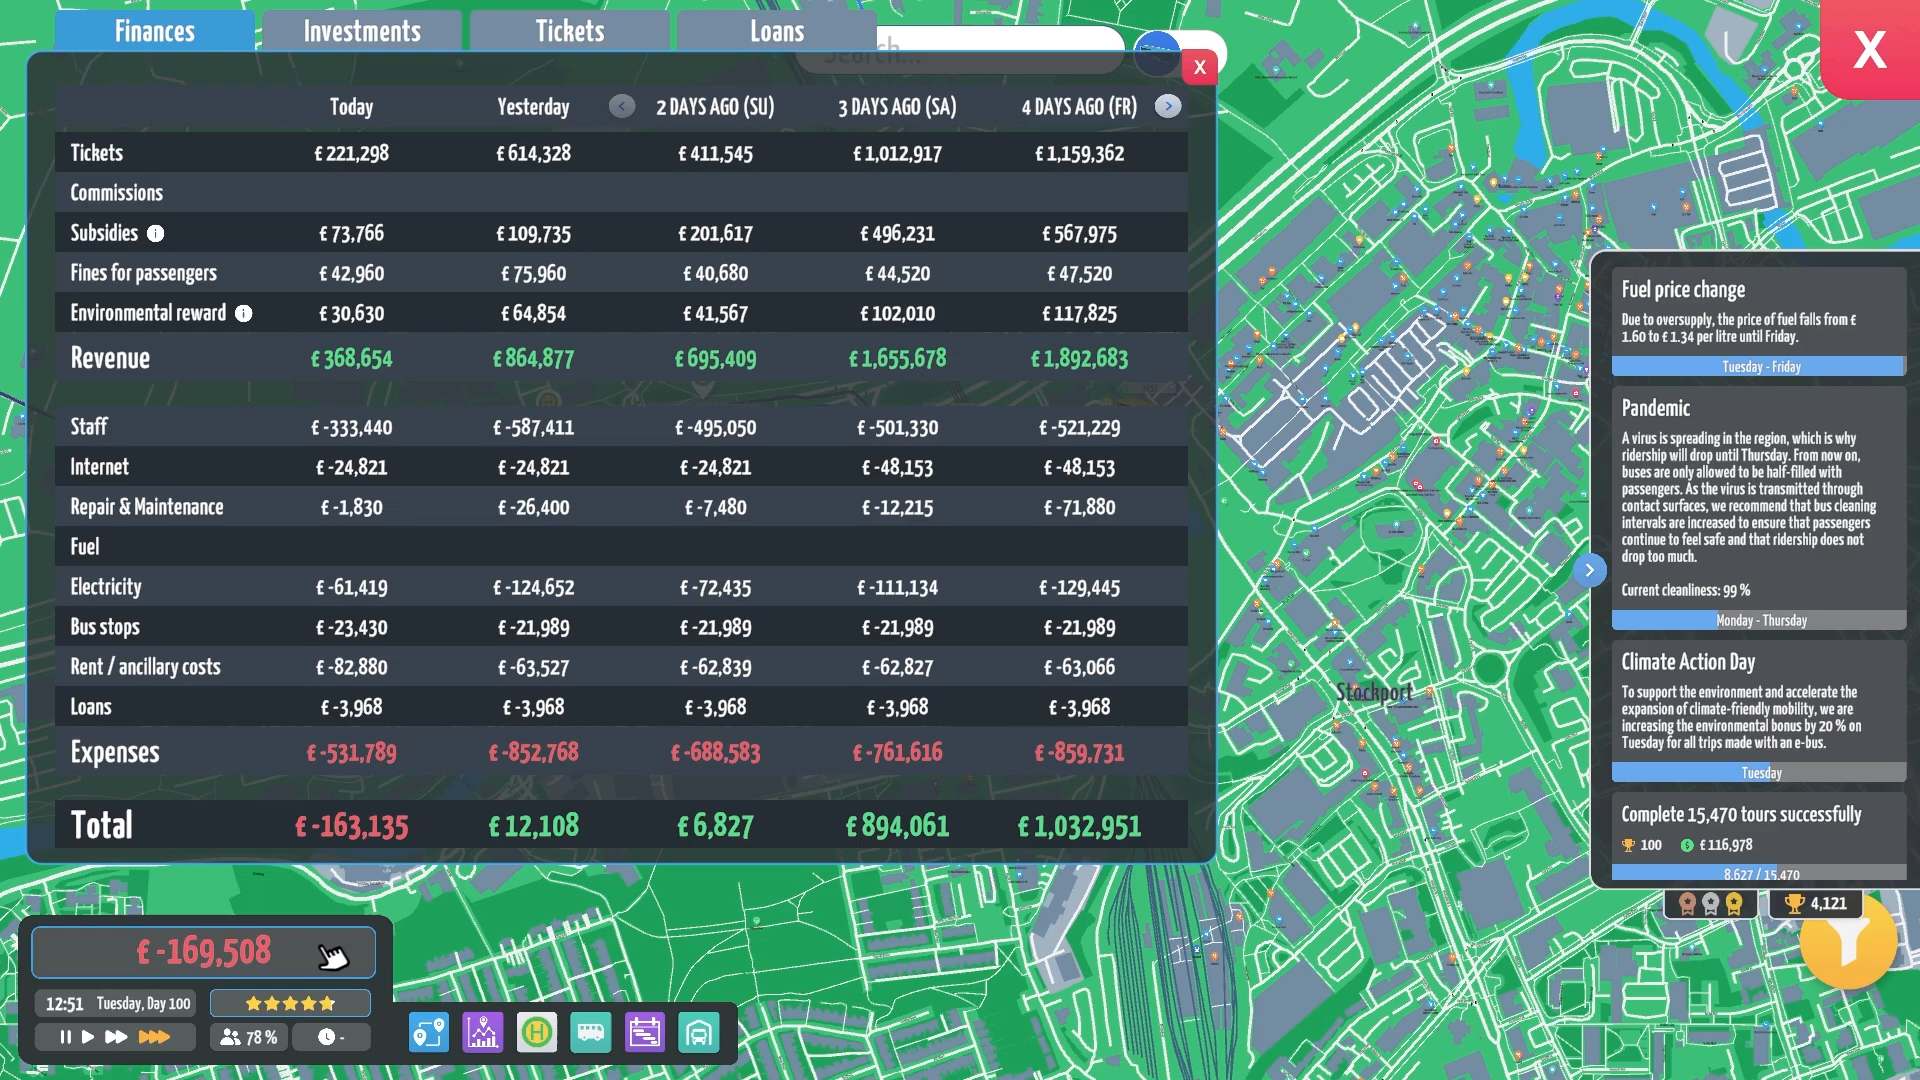 Finances Investments Tickets Loans
Search...
X
X
Today Yesterday 2 DAYS AGO (SU) 3 DAYS AGO (SA) 4 DAYS AGO (FR)
Tickets £ 221,298 £ 614,328 £ 411,545 £ 1,012,917 £ 1,159,362
Commissions
Subsidies £ 73,766 £ 109,735 £ 201,617 £ 496,231 £ 567,975
Fines for passengers £ 42,960 £ 75,960 £ 40,680 £ 44,520 £ 47,520
Environmental reward £ 30,630 £ 64,854 £ 41,567 £ 102,010 £ 117,825
Revenue £ 368,654 £ 864,877 £ 695,409 £ 1,655,678 £ 1,892,683
Staff £ -333,440 £ -587,411 £ -495,050 £ -501,330 £ -521,229
Internet £ -24,821 £ -24,821 £ -24,821 £ -48,153 £ -48,153
Repair & Maintenance £ -1,830 £ -26,400 £ -7,480 £ -12,215 £ -71,880
Fuel
Electricity £ -61,419 £ -124,652 £ -72,435 £ -111,134 £ -129,445
Bus stops £ -23,430 £ -21,989 £ -21,989 £ -21,989 £ -21,989
Rent / ancillary costs £ -82,880 £ -63,527 £ -62,839 £ -62,827 £ -63,066
Loans £ -3,968 £ -3,968 £ -3,968 £ -3,968 £ -3,968
Expenses £ -531,789 £ -852,768 £ -688,583 £ -761,616 £ -859,731
Total £ -163,135 £ 12,108 £ 6,827 £ 894,061 £ 1,032,951
Stockport
Fuel price change
Due to oversupply, the price of fuel falls from £
1.60 to £ 1.34 per litre until Friday.
Tuesday - Friday
Pandemic
A virus is spreading in the region, which is why
ridership will drop until Thursday. From now on,
buses are only allowed to be half-filled with
passengers. As the virus is transmitted through
contact surfaces, we recommend that bus cleaning
intervals are increased to ensure that passengers
continue to feel safe and that ridership does not
drop too much.
Current cleanliness: 99 %
Monday - Thursday
Climate Action Day
To support the environment and accelerate the
expansion of climate-friendly mobility, we are
increasing the environmental bonus by 20 % on
Tuesday for all trips made with an e-bus.
Tuesday
Complete 15,470 tours successfully
100 £ 116,978
8,627 / 15,470
4,121
£ -169,508
12:51 Tuesday, Day 100
78 % -
H